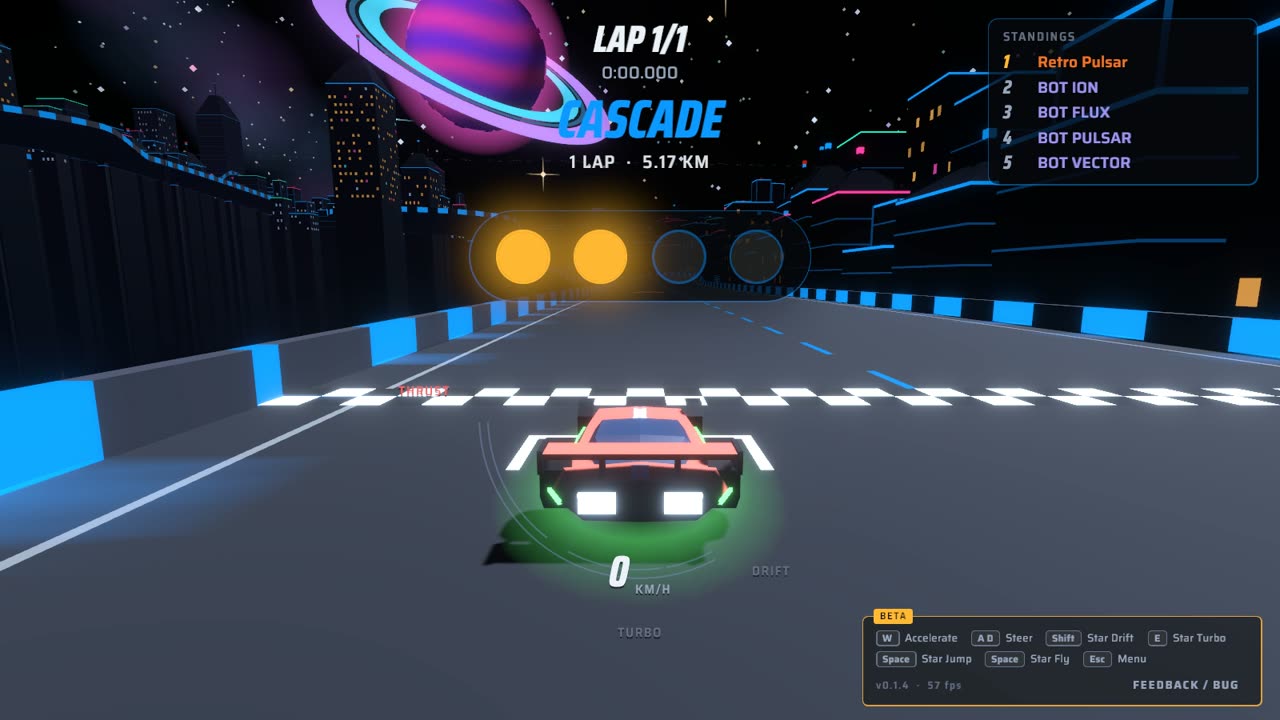 LAP 1/1
0:00.000
CASCADE
1 LAP · 5.17 KM
STANDINGS
1 Retro Pulsar
2 BOT ION
3 BOT FLUX
4 BOT PULSAR
5 BOT VECTOR
THRUST
0 KM/H
DRIFT
TURBO
BETA
W Accelerate A D Steer Shift Star Drift E Star Turbo
Space Star Jump Space Star Fly Esc Menu
v0.1.4 · 57 fps FEEDBACK / BUG